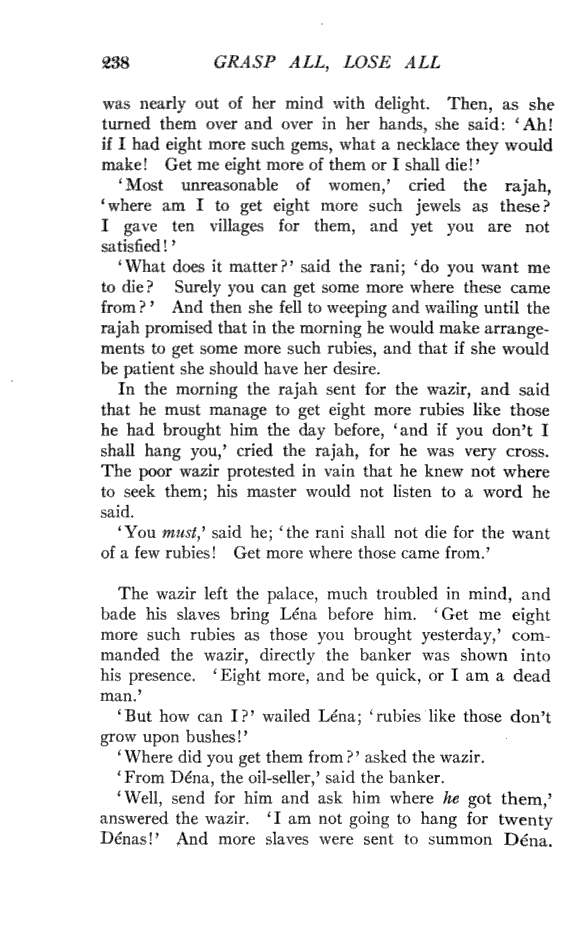 238 GRASP ALL, LOSE ALL
was nearly out of her mind with delight. Then, as she
turned them over and over in her hands, she said: ‘Ah!
if I had eight more such gems, what a necklace they would
make! Get me eight more of them or I shall die!’
‘Most unreasonable of women,’ cried the rajah,
‘where am I to get eight more such jewels as these?
I gave ten villages for them, and yet you are not
satisfied!’
‘What does it matter?’ said the rani; ‘do you want me
to die? Surely you can get some more where these came
from?’ And then she fell to weeping and wailing until the
rajah promised that in the morning he would make arrange-
ments to get some more such rubies, and that if she would
be patient she should have her desire.
In the morning the rajah sent for the wazir, and said
that he must manage to get eight more rubies like those
he had brought him the day before, ‘and if you don’t I
shall hang you,’ cried the rajah, for he was very cross.
The poor wazir protested in vain that he knew not where
to seek them; his master would not listen to a word he
said.
‘You must,’ said he; ‘the rani shall not die for the want
of a few rubies! Get more where those came from.’
The wazir left the palace, much troubled in mind, and
bade his slaves bring Léna before him. ‘Get me eight
more such rubies as those you brought yesterday,’ com-
manded the wazir, directly the banker was shown into
his presence. ‘Eight more, and be quick, or I am a dead
man.’
‘But how can I?’ wailed Léna; ‘rubies like those don’t
grow upon bushes!’
‘Where did you get them from?’ asked the wazir.
‘From Déna, the oil-seller,’ said the banker.
‘Well, send for him and ask him where he got them,’
answered the wazir. ‘I am not going to hang for twenty
Dénas!’ And more slaves were sent to summon Déna.